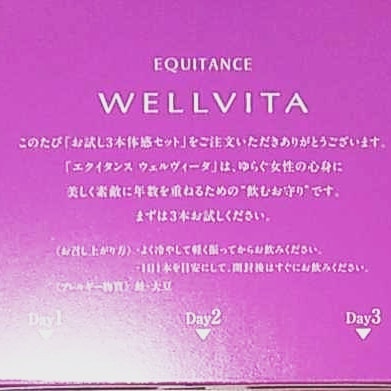 EQUITANCE
WELLVITA
このたび「お試し3本体感セット」をご注文いただきありがとうございます。
「エクイタンス ウェルヴィータ」は、ゆらぐ女性の心身に
美しく素敵に年数を重ねるための“飲むお守り”です。
まずは3本お試しください。
〈お召し上がり方〉・よく冷やして軽く振ってからお飲みください。
・1日1本を目安にして、開封後はすぐにお飲みください。
〈アレルギー物質〉 鮭・大豆
Day1 Day2 Day3